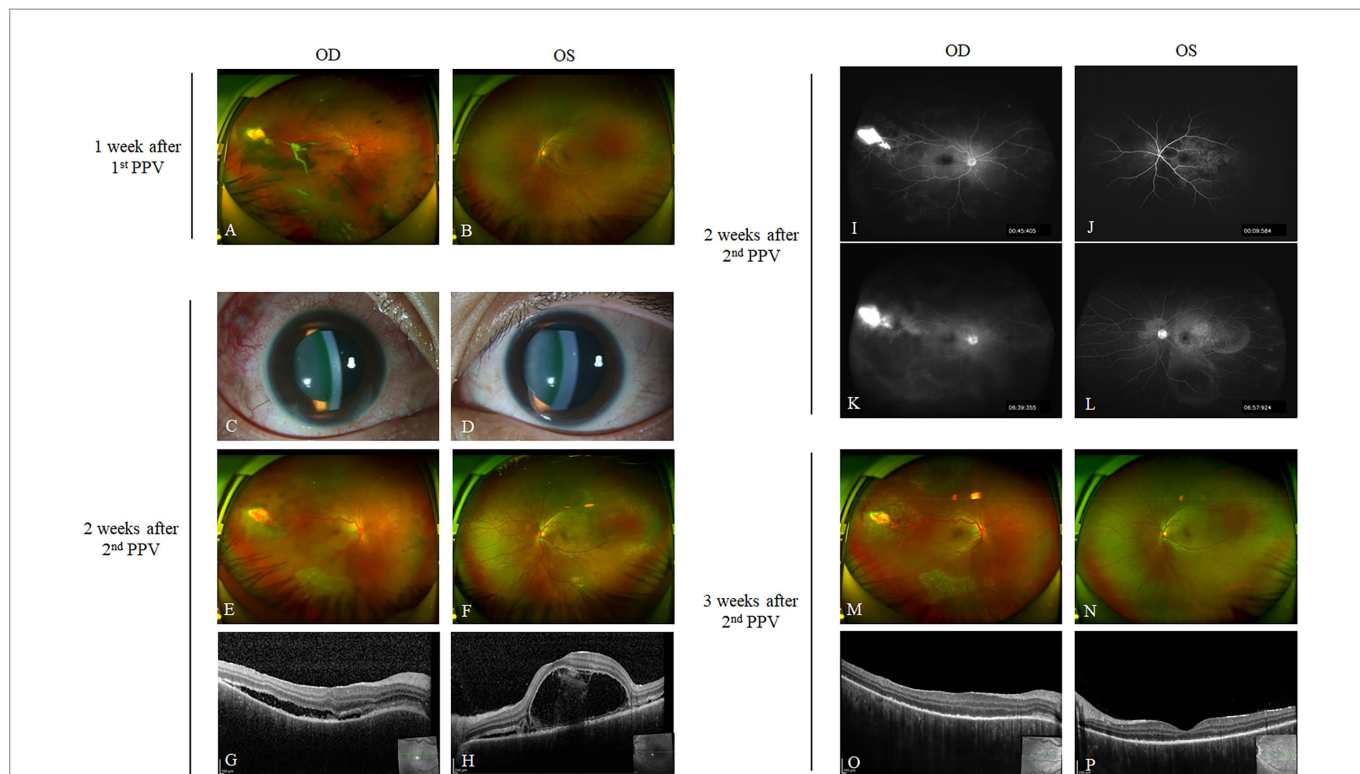 OD
OS
1 week after
1st PPV
A
B
2 weeks after
2nd PPV
C
D
E
F
G
H
OD
OS
2 weeks after
2nd PPV
I
00:45:405
J
00:09:584
K
06:39:355
L
06:57:924
3 weeks after
2nd PPV
M
N
O
P